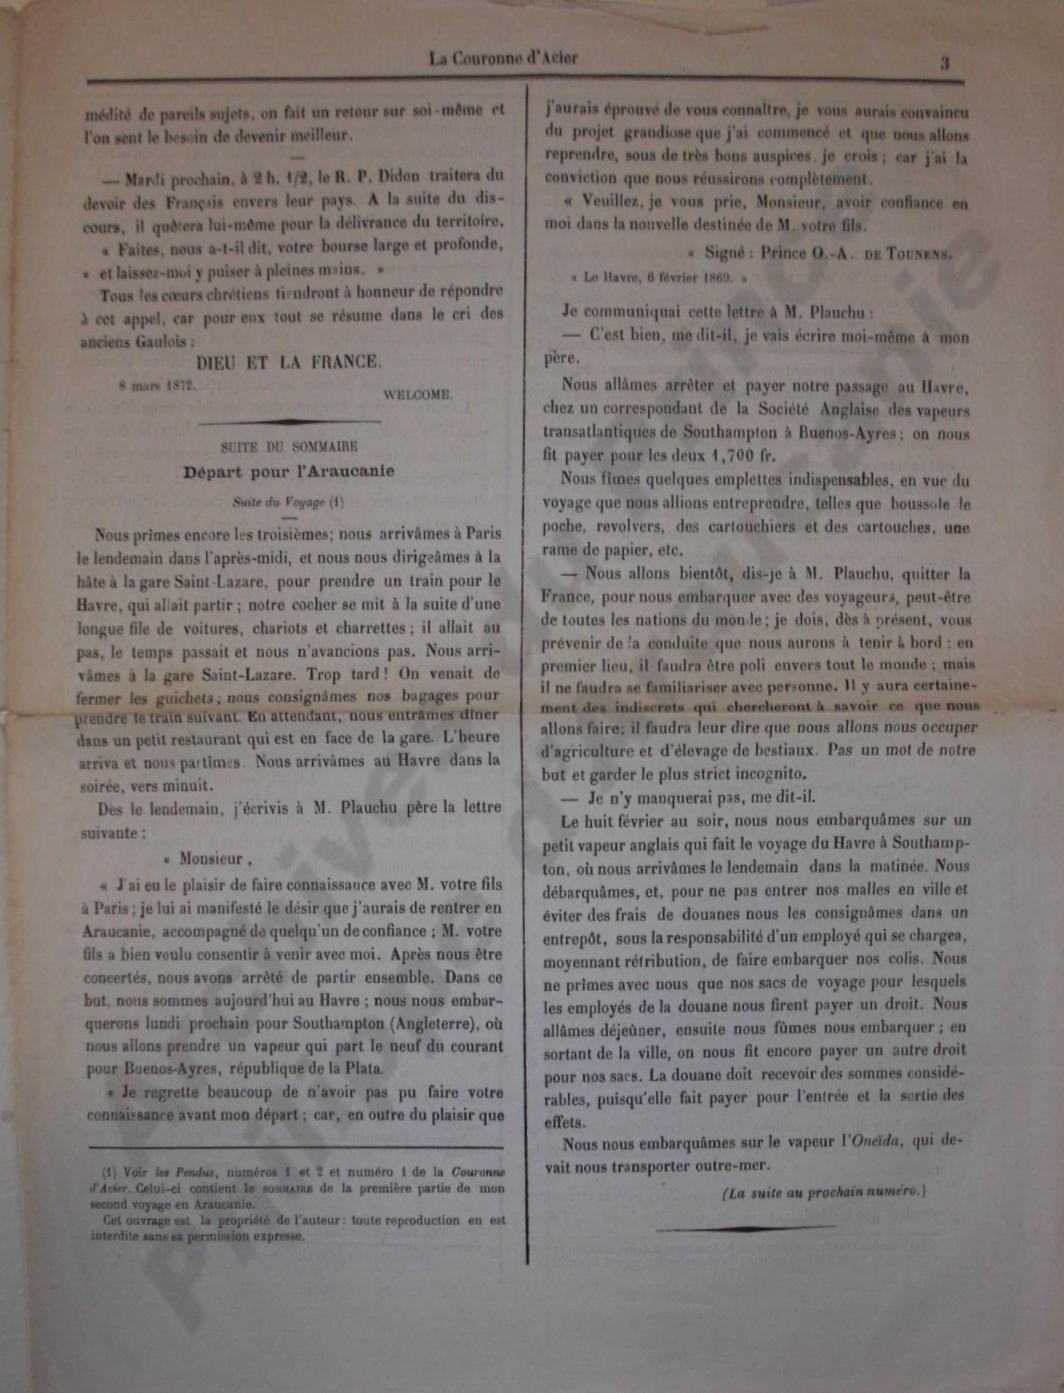 La Couronne d'Acier
3
médité de pareils sujets, on fait un retour sur soi-même et
l'on sent le besoin de devenir meilleur.
— Mardi prochain, à 2 h. 1/2, le R. P. Didon traitera du
devoir des Français envers leur pays. A la suite du dis-
cours, il quêtera lui-même pour la délivrance du territoire.
« Faites, nous a-t-il dit, votre bourse large et profonde,
« et laissez-moi y puiser à pleines mains. »
Tous les cœurs chrétiens tiendront à honneur de répondre
à cet appel, car pour eux tout se résume dans le cri des
anciens Gaulois :
DIEU ET LA FRANCE.
8 mars 1872.
WELCOME.
SUITE DU SOMMAIRE
Départ pour l'Araucanie
Suite du Voyage (1)
Nous prîmes encore les troisièmes; nous arrivâmes à Paris
le lendemain dans l'après-midi, et nous nous dirigeâmes à la
hâte à la gare Saint-Lazare, pour prendre un train pour le
Havre, qui allait partir ; notre cocher se mit à la suite d'une
longue file de voitures, chariots et charrettes ; il allait au
pas, le temps passait et nous n'avancions pas. Nous arri-
vâmes à la gare Saint-Lazare. Trop tard! On venait de
fermer les guichets; nous consignâmes nos bagages pour
prendre le train suivant. En attendant, nous entrâmes dîner
dans un petit restaurant qui est en face de la gare. L'heure
arriva et nous partîmes. Nous arrivâmes au Havre dans la
soirée, vers minuit.
Dès le lendemain, j'écrivis à M. Plauchu père la lettre
suivante :
« Monsieur,
« J'ai eu le plaisir de faire connaissance avec M. votre fils
à Paris; je lui ai manifesté le désir que j'aurais de rentrer en
Araucanie, accompagné de quelqu'un de confiance ; M. votre
fils a bien voulu consentir à venir avec moi. Après nous être
concertés, nous avons arrêté de partir ensemble. Dans ce
but, nous sommes aujourd'hui au Havre ; nous nous embar-
querons lundi prochain pour Southampton (Angleterre), où
nous allons prendre un vapeur qui part le neuf du courant
pour Buenos-Ayres, république de la Plata.
« Je regrette beaucoup de n'avoir pas pu faire votre
connaissance avant mon départ ; car, en outre du plaisir que
(1) Voir les Pendus, numéros 1 et 2 et numéro 1 de la Couronne
d'Acier. Celui-ci contient le SOMMAIRE de la première partie de mon
second voyage en Araucanie.
Cet ouvrage est la propriété de l'auteur : toute reproduction en est
interdite sans sa permission expresse.
j'aurais éprouvé de vous connaître, je vous aurais convaincu
du projet grandiose que j'ai commencé et que nous allons
reprendre, sous de très bons auspices, je crois ; car j'ai la
conviction que nous réussirons complètement.
« Veuillez, je vous prie, Monsieur, avoir confiance en
moi dans la nouvelle destinée de M. votre fils.
« Signé : Prince O.-A. DE TOUNENS.
« Le Havre, 6 février 1869. »
Je communiquai cette lettre à M. Plauchu :
— C'est bien, me dit-il, je vais écrire moi-même à mon
père.
Nous allâmes arrêter et payer notre passage au Havre,
chez un correspondant de la Société Anglaise des vapeurs
transatlantiques de Southampton à Buenos-Ayres; on nous
fit payer pour les deux 1,700 fr.
Nous fîmes quelques emplettes indispensables, en vue du
voyage que nous allions entreprendre, telles que boussole le
poche, revolvers, des cartouchiers et des cartouches, une
rame de papier, etc.
— Nous allons bientôt, dis-je à M. Plauchu, quitter la
France, pour nous embarquer avec des voyageurs, peut-être
de toutes les nations du monde ; je dois, dès à présent, vous
prévenir de la conduite que nous aurons à tenir à bord : en
premier lieu, il faudra être poli envers tout le monde ; mais
il ne faudra se familiariser avec personne. Il y aura certaine-
ment des indiscrets qui chercheront à savoir ce que nous
allons faire; il faudra leur dire que nous allons nous occuper
d'agriculture et d'élevage de bestiaux. Pas un mot de notre
but et garder le plus strict incognito.
— Je n'y manquerai pas, me dit-il.
Le huit février au soir, nous nous embarquâmes sur un
petit vapeur anglais qui fait le voyage du Havre à Southamp-
ton, où nous arrivâmes le lendemain dans la matinée. Nous
débarquâmes, et, pour ne pas entrer nos malles en ville et
éviter des frais de douanes nous les consignâmes dans un
entrepôt, sous la responsabilité d'un employé qui se chargea,
moyennant rétribution, de faire embarquer nos colis. Nous
ne prîmes avec nous que nos sacs de voyage pour lesquels
les employés de la douane nous firent payer un droit. Nous
allâmes déjeûner, ensuite nous fûmes nous embarquer ; en
sortant de la ville, on nous fit encore payer un autre droit
pour nos sacs. La douane doit recevoir des sommes considé-
rables, puisqu'elle fait payer pour l'entrée et la sortie des
effets.
Nous nous embarquâmes sur le vapeur l'Oneïda, qui de-
vait nous transporter outre-mer.
(La suite au prochain numéro.)